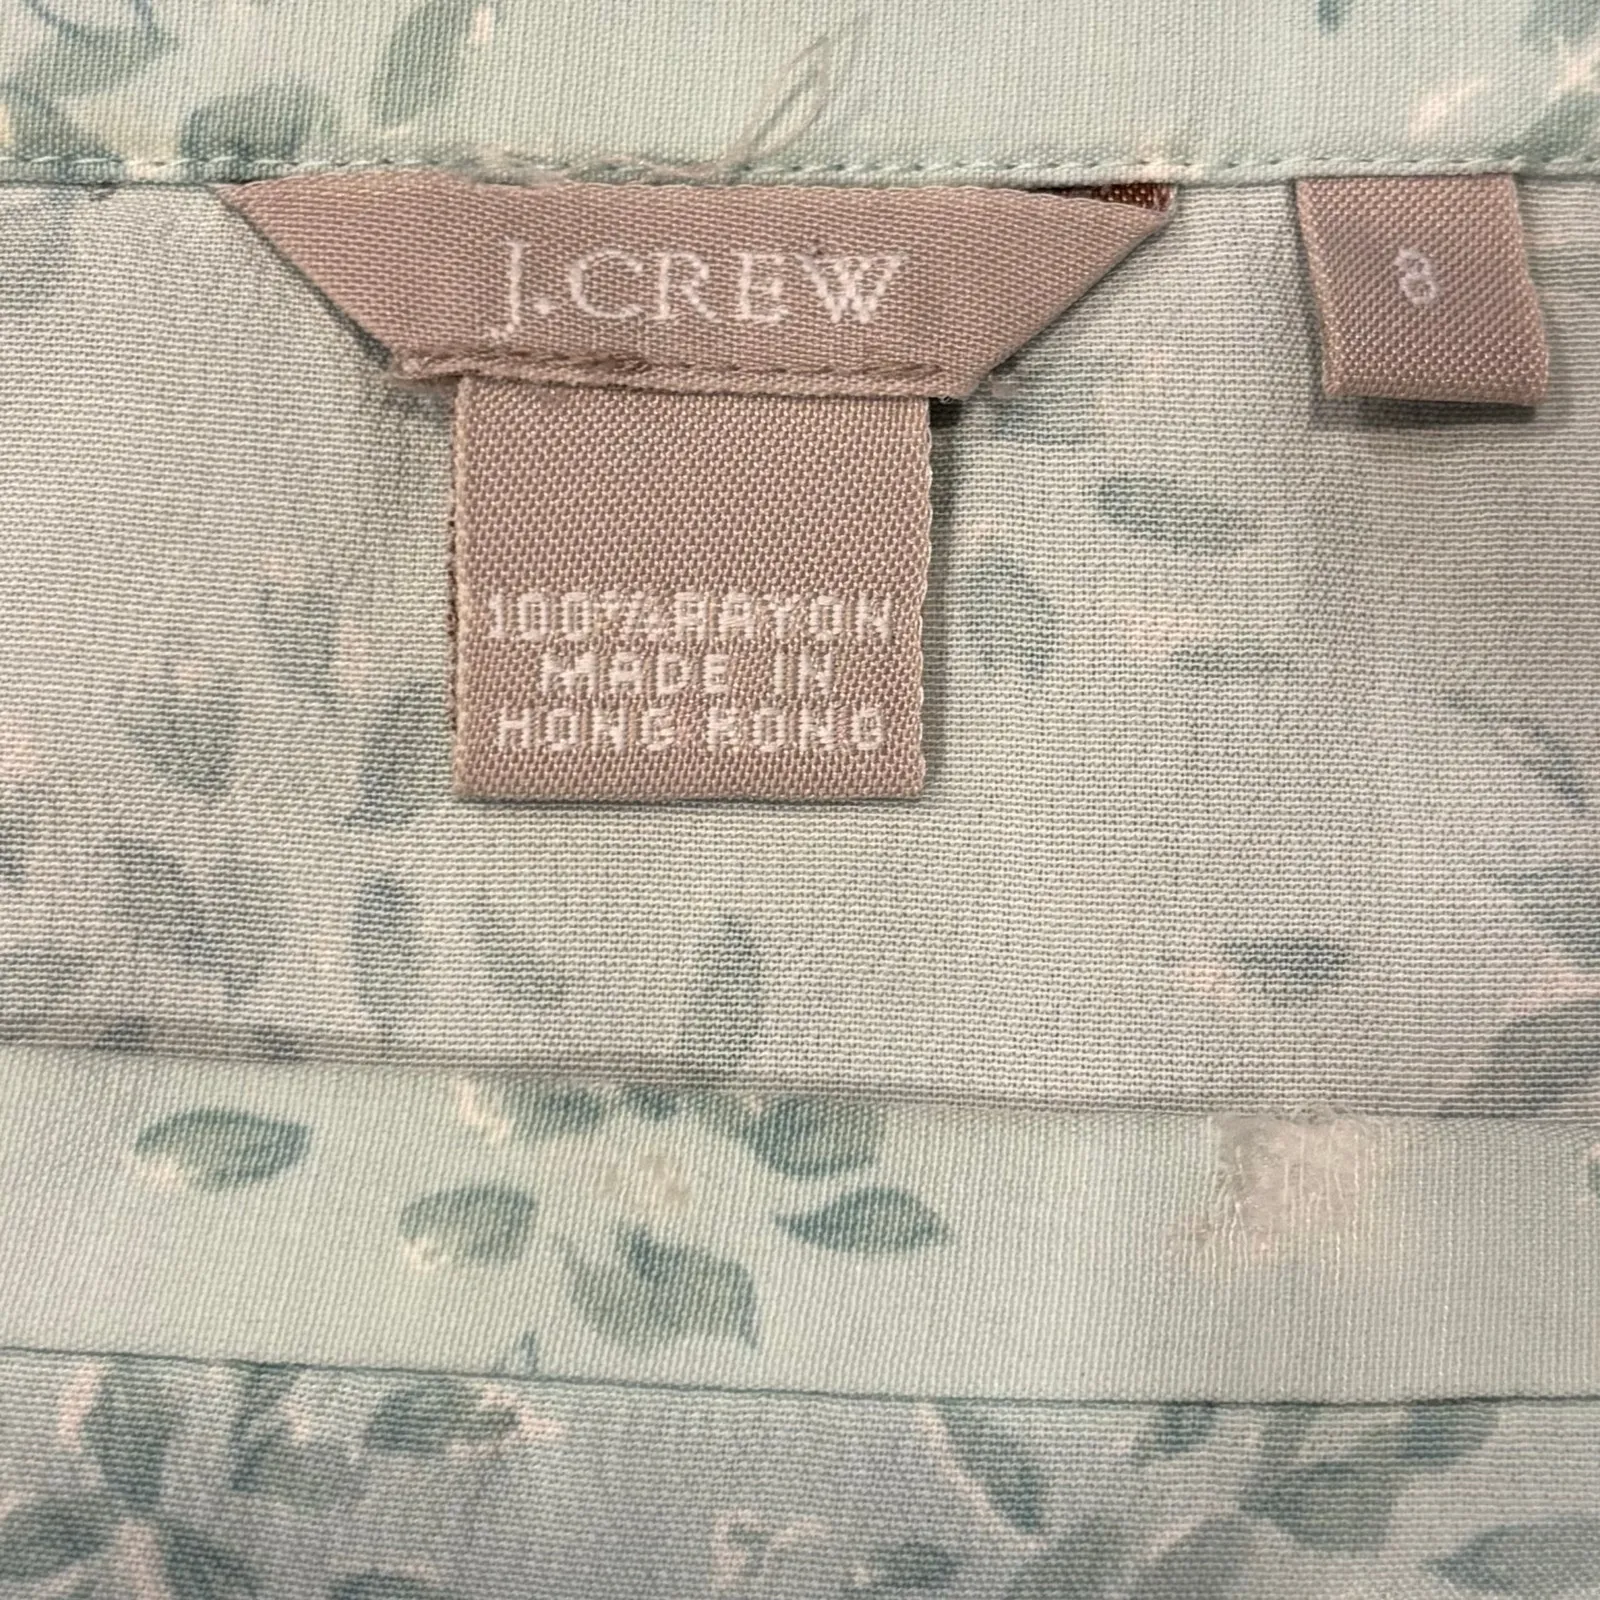 J.CREW
8
100% RAYON
MADE IN
HONG KONG